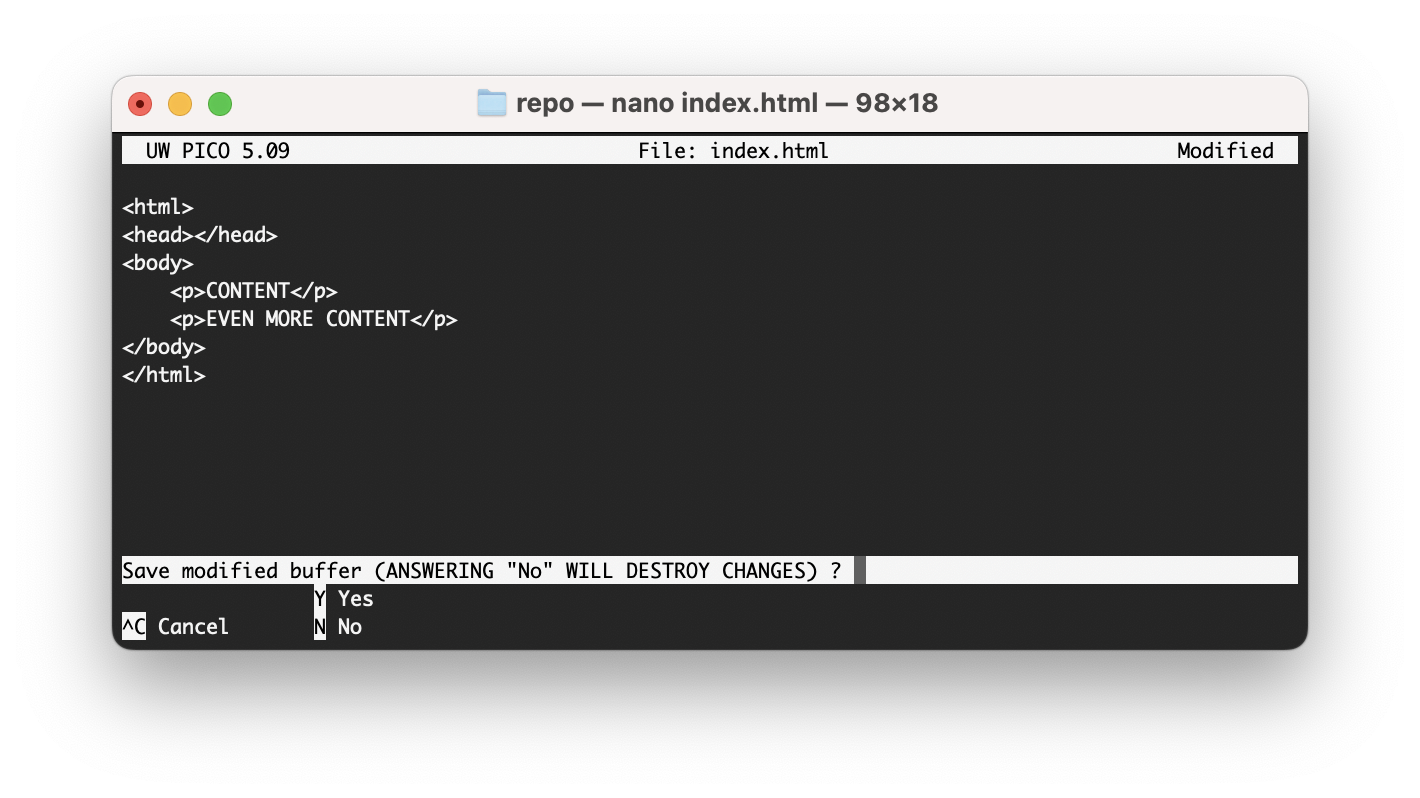 repo — nano index.html — 98×18
UW PICO 5.09 File: index.html Modified
<html>
<head></head>
<body>
    <p>CONTENT</p>
    <p>EVEN MORE CONTENT</p>
</body>
</html>
Save modified buffer (ANSWERING "No" WILL DESTROY CHANGES) ?
Y Yes
^C Cancel N No